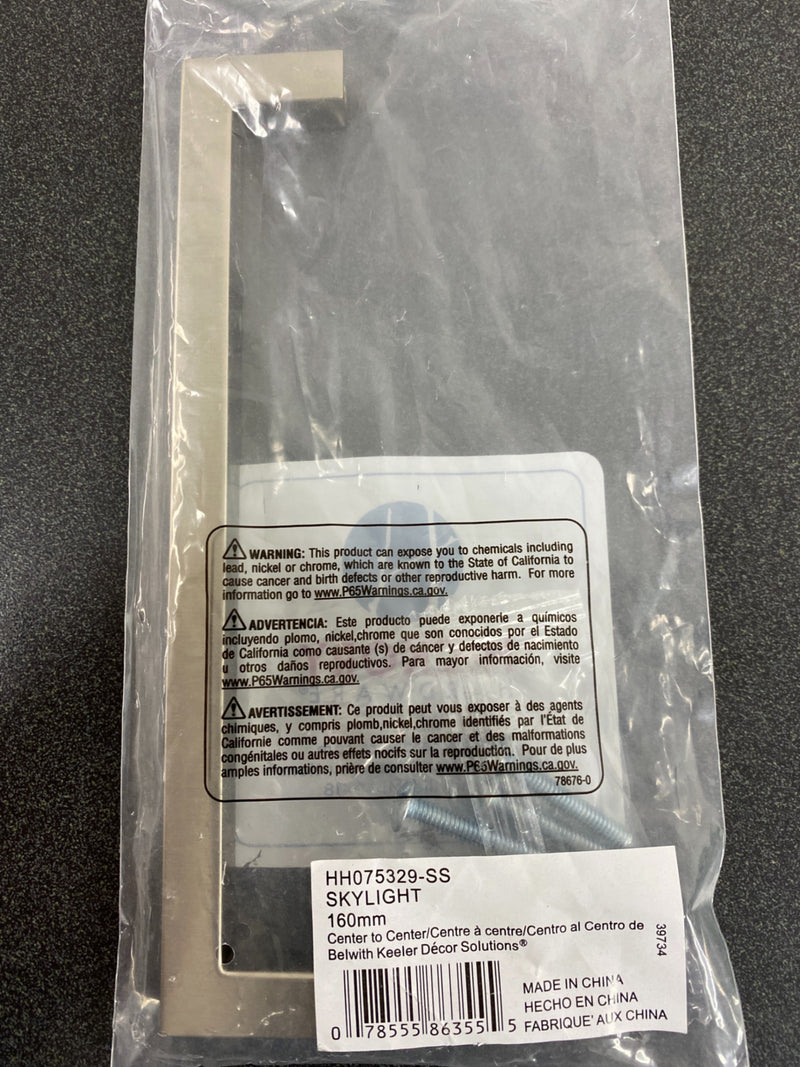 WARNING: This product can expose you to chemicals including
lead, nickel or chrome, which are known to the State of California to
cause cancer and birth defects or other reproductive harm. For more
information go to www.P65Warnings.ca.gov.
ADVERTENCIA: Este producto puede exponerle a químicos
incluyendo plomo, nickel,chrome que son conocidos por el Estado
de California como causante (s) de cáncer y defectos de nacimiento
u otros daños reproductivos. Para mayor información, visite
www.P65Warnings.ca.gov.
AVERTISSEMENT: Ce produit peut vous exposer à des agents
chimiques, y compris plomb,nickel,chrome identifiés par l'État de
Californie comme pouvant causer le cancer et des malformations
congénitales ou autres effets nocifs sur la reproduction. Pour de plus
amples informations, prière de consulter www.P65Warnings.ca.gov.
78676-0
HH075329-SS
SKYLIGHT
160mm
Center to Center/Centre à centre/Centro al Centro de
Belwith Keeler Décor Solutions®
39734
MADE IN CHINA
HECHO EN CHINA
FABRIQUE' AUX CHINA
0 78555 86355 5